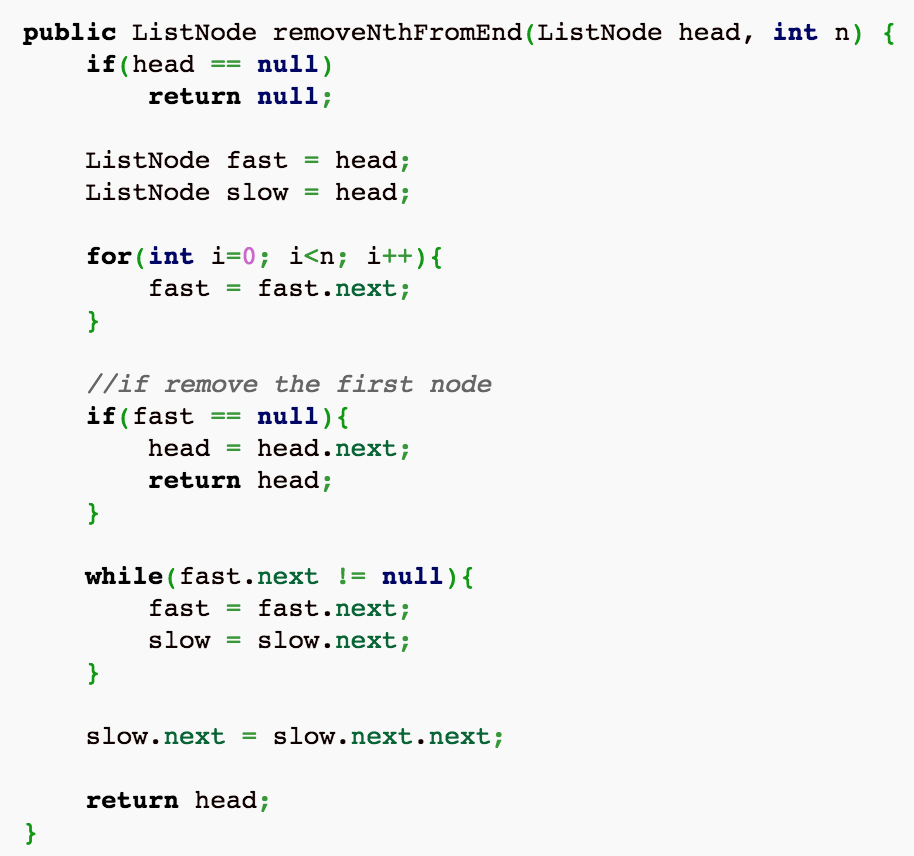 public ListNode removeNthFromEnd(ListNode head, int n) {
    if(head == null)
        return null;

    ListNode fast = head;
    ListNode slow = head;

    for(int i=0; i<n; i++){
        fast = fast.next;
    }

    //if remove the first node
    if(fast == null){
        head = head.next;
        return head;
    }

    while(fast.next != null){
        fast = fast.next;
        slow = slow.next;
    }

    slow.next = slow.next.next;

    return head;
}